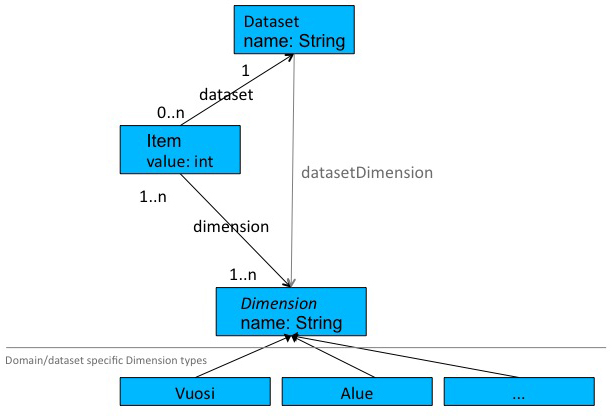 Dataset
name: String
1
dataset
0..n
Item
value: int
datasetDimension
1..n
dimension
1..n
Dimension
name: String
Domain/dataset specific Dimension types
Vuosi
Alue
...